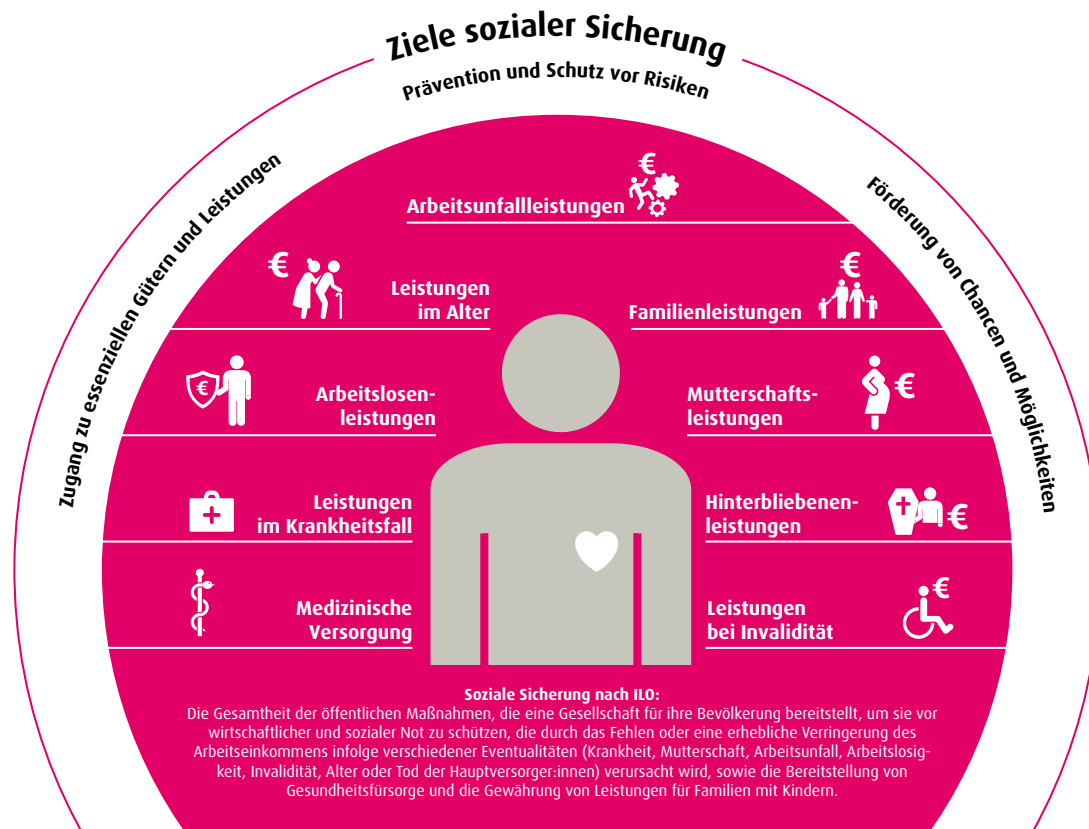 Ziele sozialer Sicherung
Prävention und Schutz vor Risiken
Zugang zu essenziellen Gütern und Leistungen
Förderung von Chancen und Möglichkeiten
€
Arbeitsunfallleistungen
€
Leistungen
im Alter
€
Familienleistungen
€
Arbeitslosen-
leistungen
Mutterschafts-
leistungen
€
Leistungen
im Krankheitsfall
Hinterbliebenen-
leistungen
€
Medizinische
Versorgung
Leistungen
bei Invalidität
€
Soziale Sicherung nach ILO:
Die Gesamtheit der öffentlichen Maßnahmen, die eine Gesellschaft für ihre Bevölkerung bereitstellt, um sie vor
wirtschaftlicher und sozialer Not zu schützen, die durch das Fehlen oder eine erhebliche Verringerung des
Arbeitseinkommens infolge verschiedener Eventualitäten (Krankheit, Mutterschaft, Arbeitsunfall, Arbeitslosig-
keit, Invalidität, Alter oder Tod der Hauptversorger:innen) verursacht wird, sowie die Bereitstellung von
Gesundheitsfürsorge und die Gewährung von Leistungen für Familien mit Kindern.